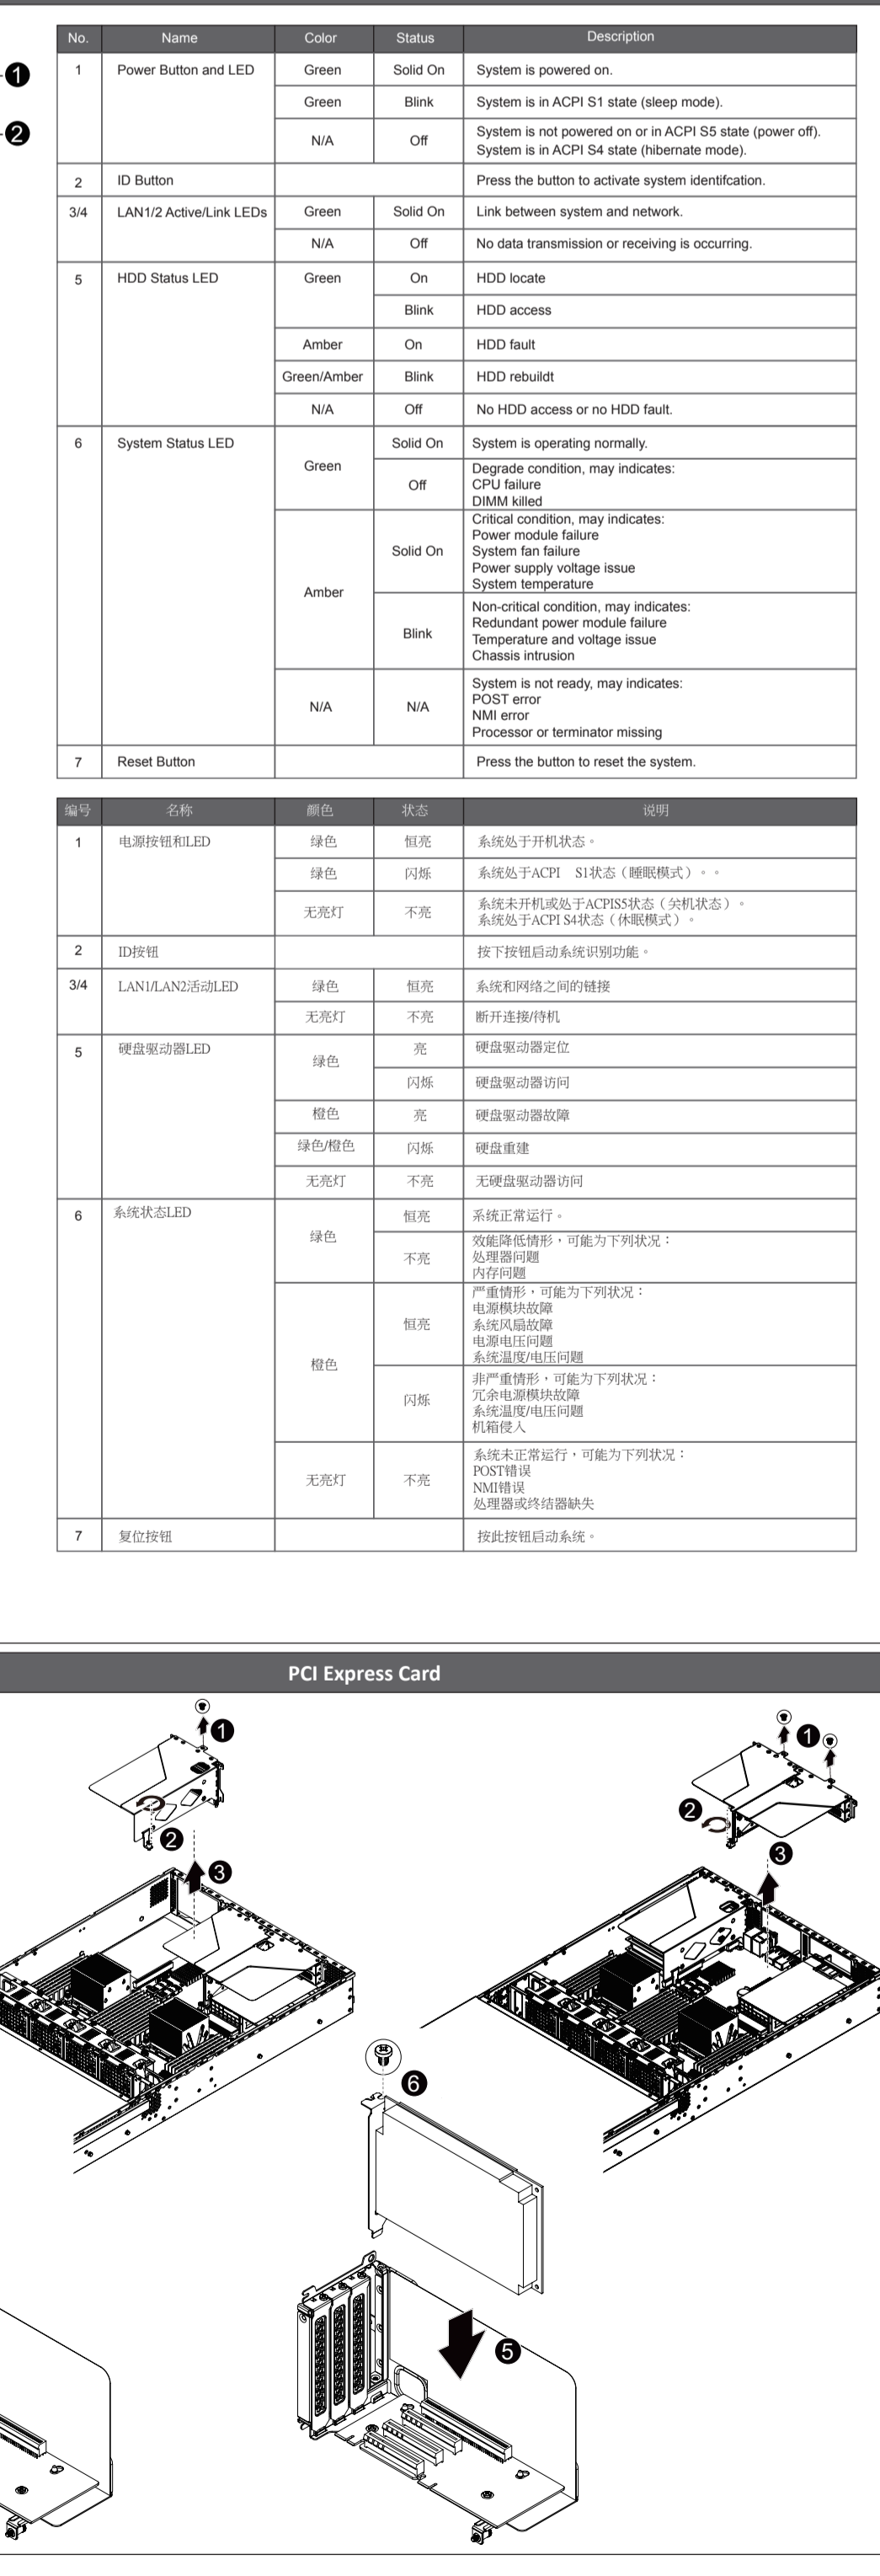 No. Name Color Status Description
❶
1 Power Button and LED Green Solid On System is powered on.
Green Blink System is in ACPI S1 state (sleep mode).
❷
N/A Off System is not powered on or in ACPI S5 state (power off).
System is in ACPI S4 state (hibernate mode).
2 ID Button Press the button to activate system identifcation.
3/4 LAN1/2 Active/Link LEDs Green Solid On Link between system and network.
N/A Off No data transmission or receiving is occurring.
5 HDD Status LED Green On HDD locate
Blink HDD access
Amber On HDD fault
Green/Amber Blink HDD rebuildt
N/A Off No HDD access or no HDD fault.
6 System Status LED Green Solid On System is operating normally.
Off Degrade condition, may indicates:
CPU failure
DIMM killed
Amber Solid On Critical condition, may indicates:
Power module failure
System fan failure
Power supply voltage issue
System temperature
Blink Non-critical condition, may indicates:
Redundant power module failure
Temperature and voltage issue
Chassis intrusion
N/A N/A System is not ready, may indicates:
POST error
NMI error
Processor or terminator missing
7 Reset Button Press the button to reset the system.
编号 名称 颜色 状态 说明
1 电源按钮和LED 绿色 恒亮 系统处于开机状态。
绿色 闪烁 系统处于ACPI S1状态（睡眠模式）。。
无亮灯 不亮 系统未开机或处于ACPIS5状态（关机状态）。
系统处于ACPI S4状态（休眠模式）。
2 ID按钮 按下按钮启动系统识别功能。
3/4 LAN1/LAN2活动LED 绿色 恒亮 系统和网络之间的链接
无亮灯 不亮 断开连接/待机
5 硬盘驱动器LED 绿色 亮 硬盘驱动器定位
闪烁 硬盘驱动器访问
橙色 亮 硬盘驱动器故障
绿色/橙色 闪烁 硬盘重建
无亮灯 不亮 无硬盘驱动器访问
6 系统状态LED 绿色 恒亮 系统正常运行。
不亮 效能降低情形，可能为下列状况：
处理器问题
内存问题
橙色 恒亮 严重情形，可能为下列状况：
电源模块故障
系统风扇故障
电源电压问题
系统温度/电压问题
闪烁 非严重情形，可能为下列状况：
冗余电源模块故障
系统温度/电压问题
机箱侵入
无亮灯 不亮 系统未正常运行，可能为下列状况：
POST错误
NMI错误
处理器或终结器缺失
7 复位按钮 按此按钮启动系统。
PCI Express Card
❶
❷
❸
❶
❷
❸
❻
❺